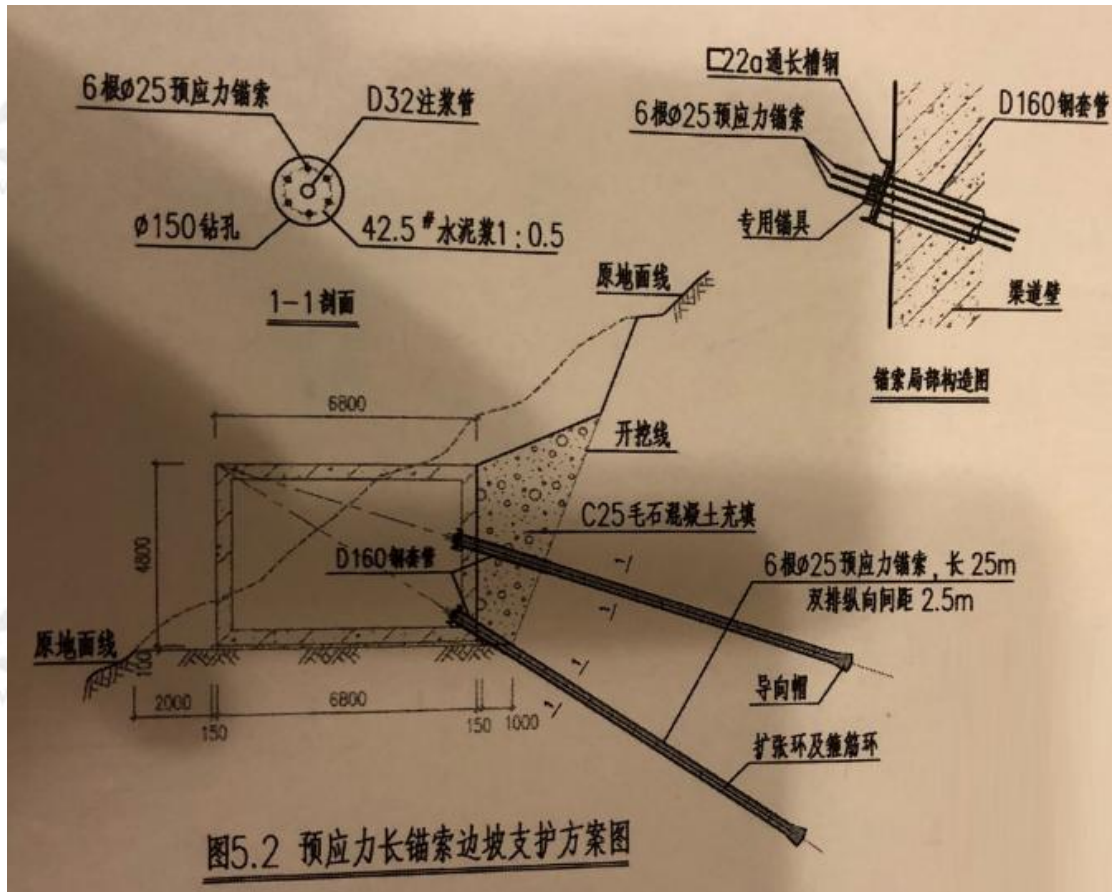 6根ø25预应力锚索
D32注浆管
ø150钻孔
42.5#水泥浆1:0.5
1-1剖面
22a通长槽钢
6根ø25预应力锚索
D160钢套管
专用锚具
渠道壁
锚索局部构造图
原地面线
6800
开挖线
4800
C25毛石混凝土充填
D160钢套管
6根ø25预应力锚索,长25m
双排纵向间距2.5m
1
1
原地面线
100
2000
150
6800
150
1000
1
1
导向帽
扩张环及箍筋环
图5.2 预应力长锚索边坡支护方案图